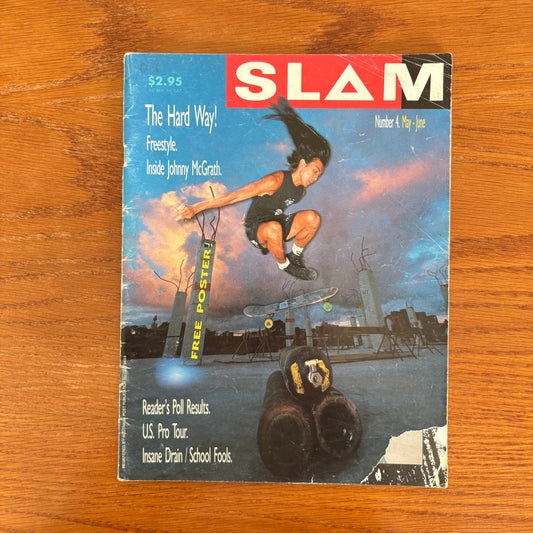 $2.95
SLAM
Number 4. May - June
The Hard Way!
Freestyle.
Inside Johnny McGrath.
FREE POSTER!
Reader's Poll Results.
U.S. Pro Tour.
Insane Drain / School Fools.